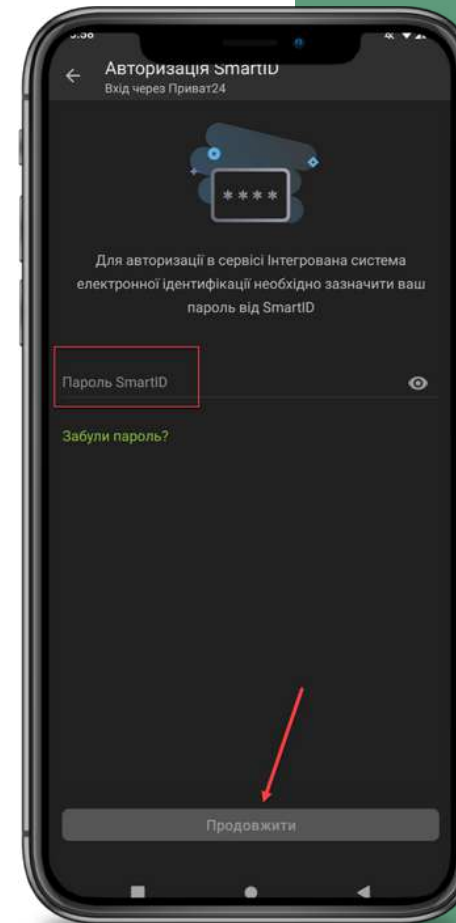 Авторизація SmartID
Вхід через Приват24
****
Для авторизації в сервісі Інтегрована система
електронної ідентифікації необхідно зазначити ваш
пароль від SmartID
Пароль SmartID
Забули пароль?
Продовжити